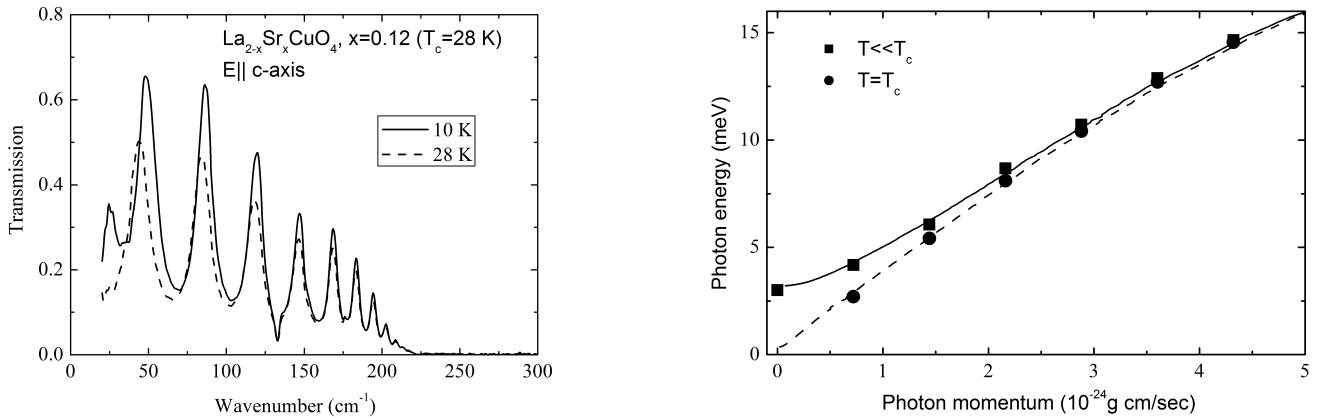 0.8
0.6
0.4
0.2
0.0
Transmission
La2-xSrxCuO4, x=0.12 (Tc=28 K)
E|| c-axis
10 K
28 K
0 50 100 150 200 250 300
Wavenumber (cm-1)
15
10
5
0
Photon energy (meV)
T<<Tc
T=Tc
0 1 2 3 4 5
Photon momentum (10-24g cm/sec)